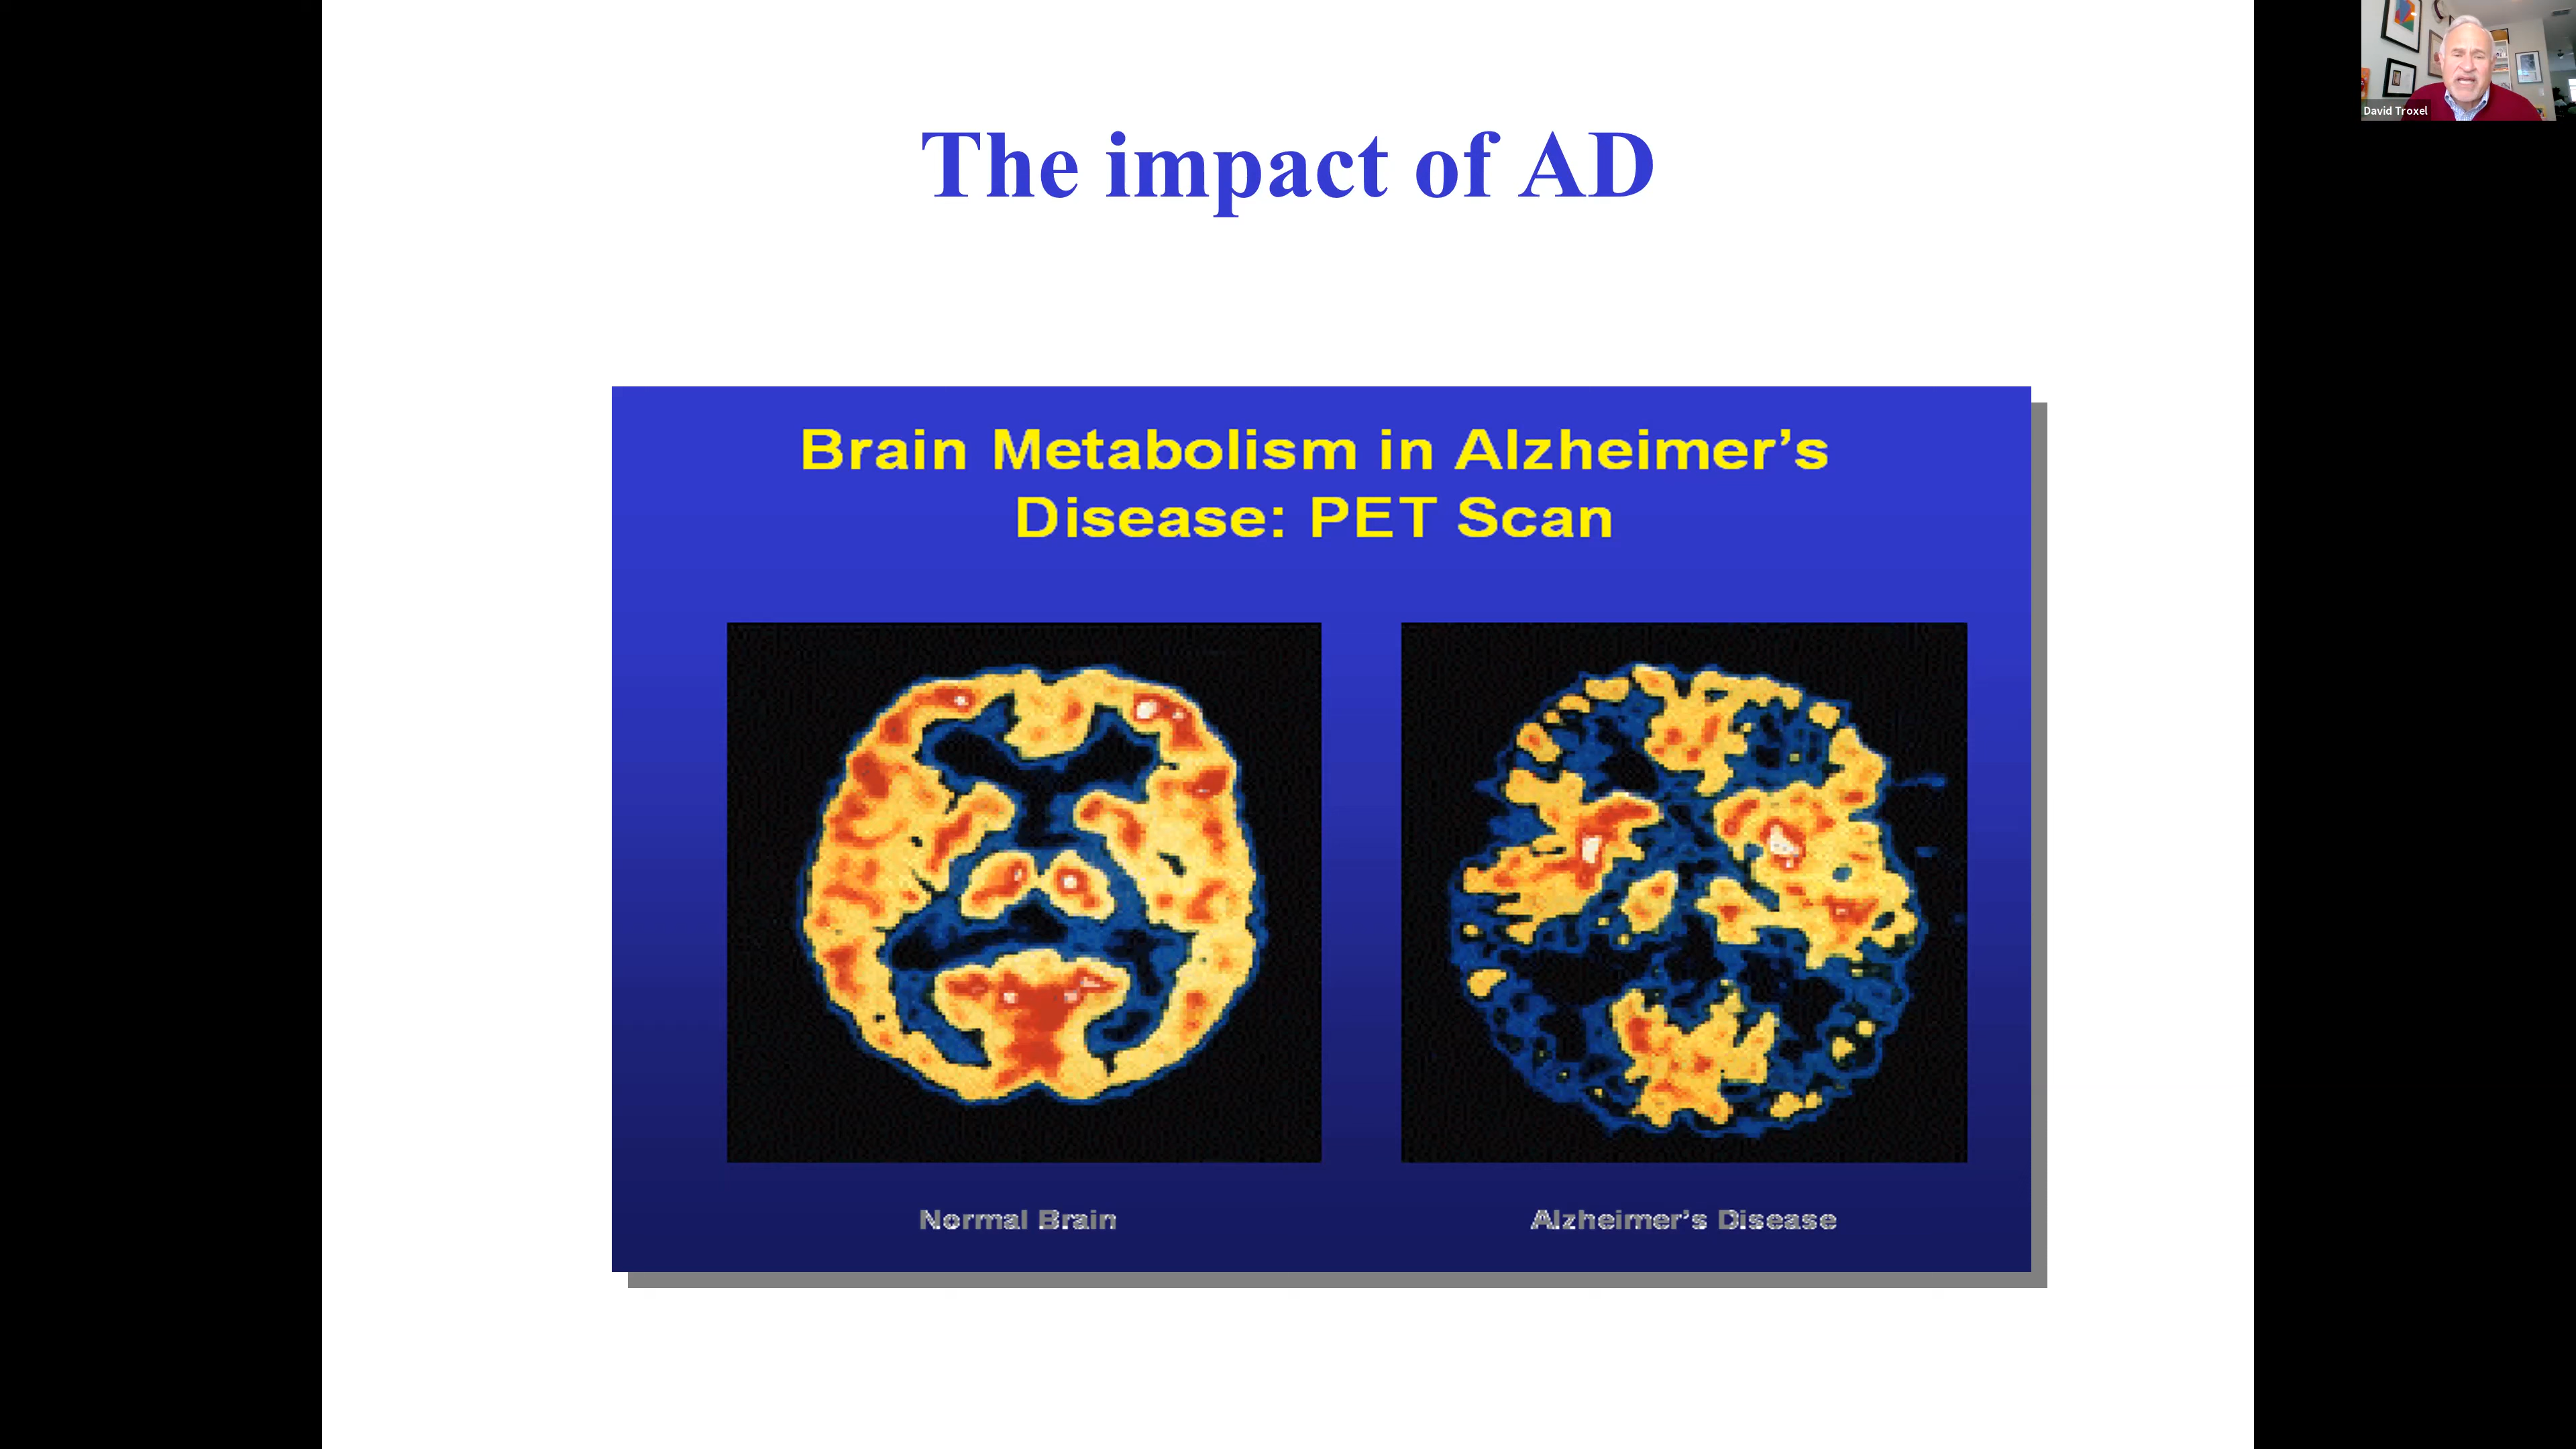 The impact of AD
David Troxel
Brain Metabolism in Alzheimer’s
Disease: PET Scan
Normal Brain
Alzheimer’s Disease